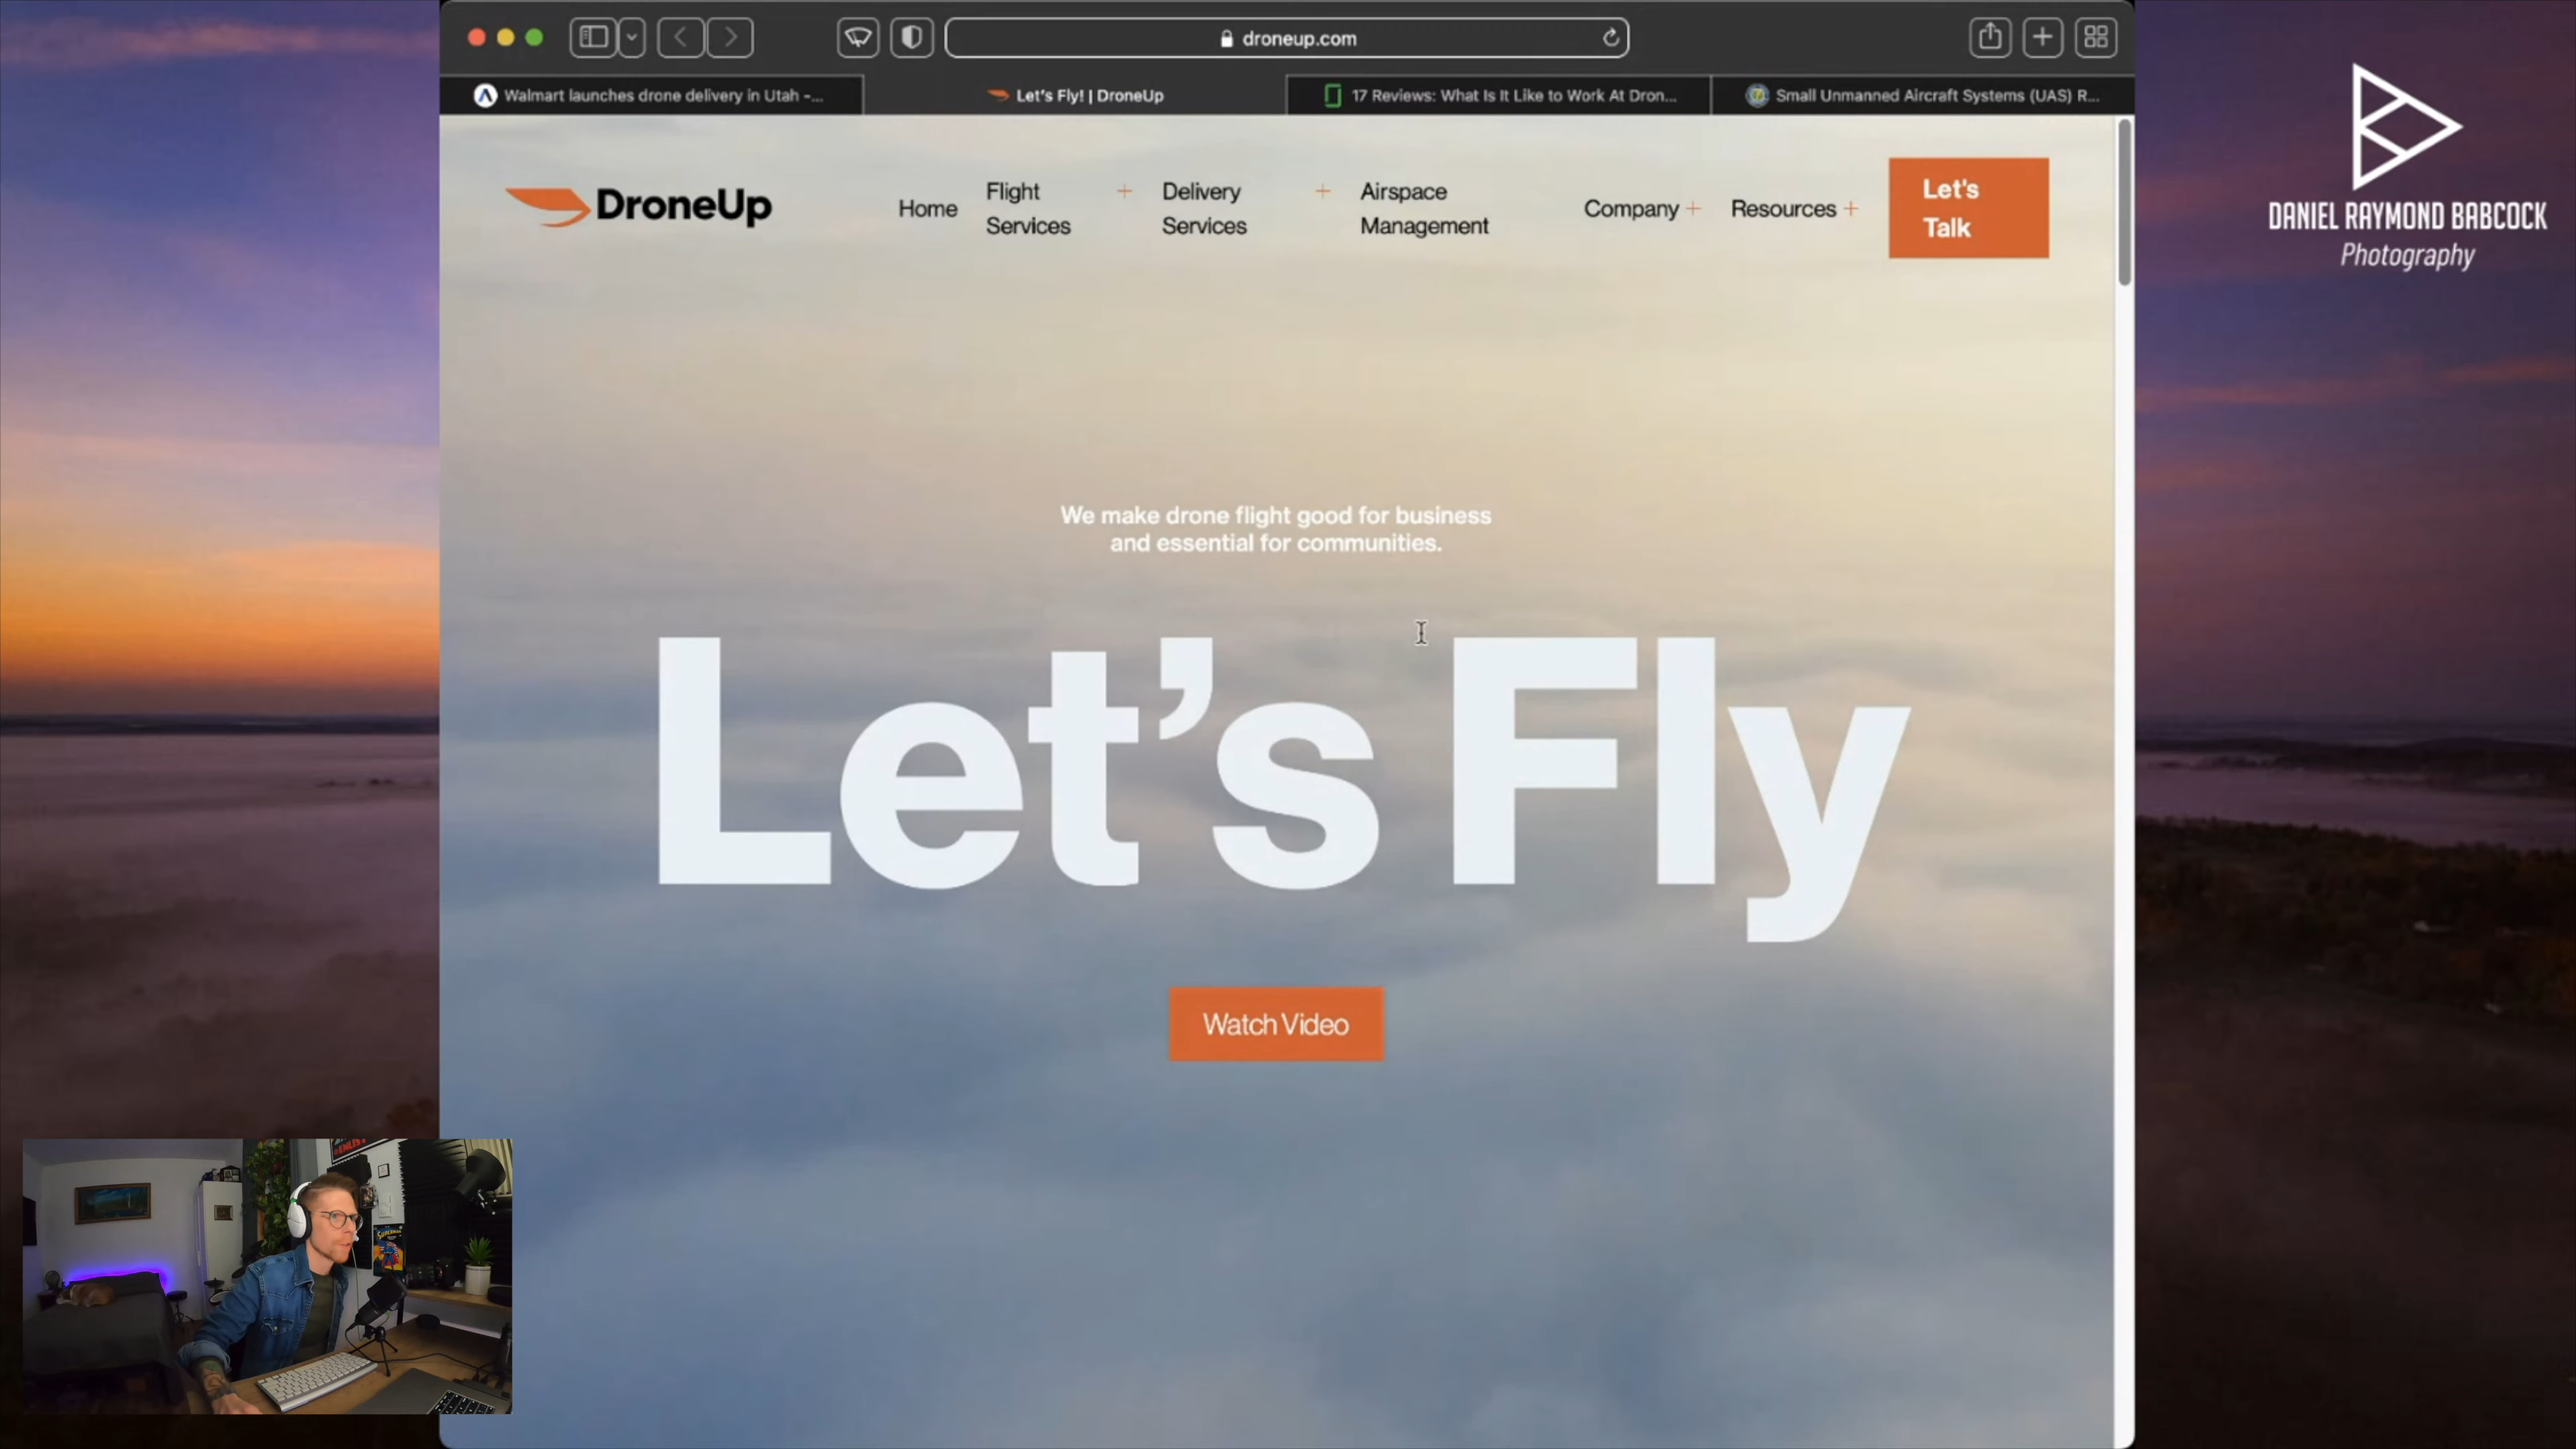 droneup.com
Walmart launches drone delivery in Utah -...
Let's Fly! | DroneUp
17 Reviews: What Is It Like to Work At Dron...
Small Unmanned Aircraft Systems (UAS) R...
DroneUp
Home
Flight
Services
+
Delivery
Services
+
Airspace
Management
Company +
Resources +
Let's
Talk
DANIEL RAYMOND BABCOCK
Photography
We make drone flight good for business
and essential for communities.
Let’s Fly
Watch Video
ENLIST
SUPERMAN